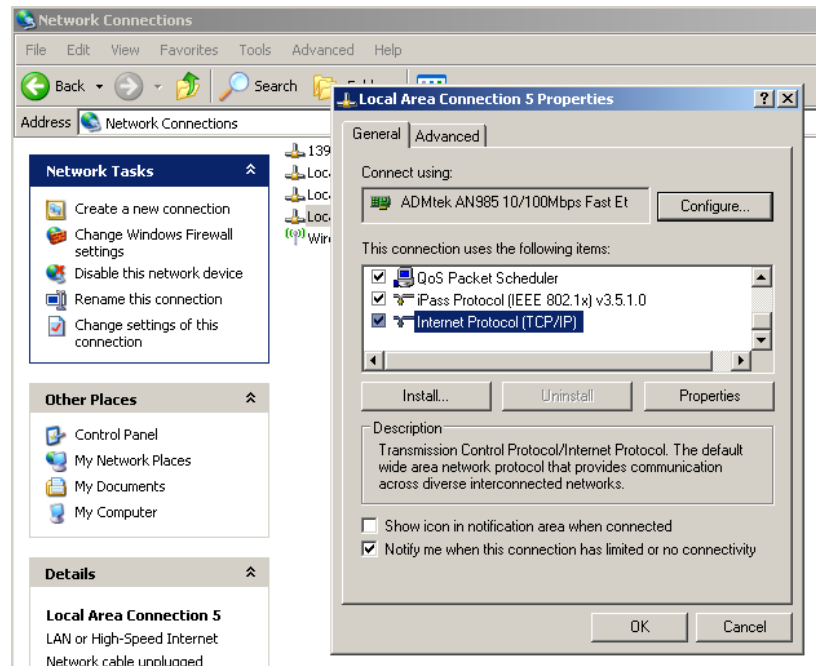 Network Connections
File Edit View Favorites Tools Advanced Help
Back Search
Address Network Connections
Network Tasks
Create a new connection
Change Windows Firewall
settings
Disable this network device
Rename this connection
Change settings of this
connection
Other Places
Control Panel
My Network Places
My Documents
My Computer
Details
Local Area Connection 5
LAN or High-Speed Internet
Network cable unplugged
139
Loc
Loc
Loc
Wire
Local Area Connection 5 Properties
General Advanced
Connect using:
ADMtek AN985 10/100Mbps Fast Et
Configure...
This connection uses the following items:
QoS Packet Scheduler
iPass Protocol (IEEE 802.1x) v3.5.1.0
Internet Protocol (TCP/IP)
Install... Uninstall Properties
Description
Transmission Control Protocol/Internet Protocol. The default
wide area network protocol that provides communication
across diverse interconnected networks.
Show icon in notification area when connected
Notify me when this connection has limited or no connectivity
OK Cancel